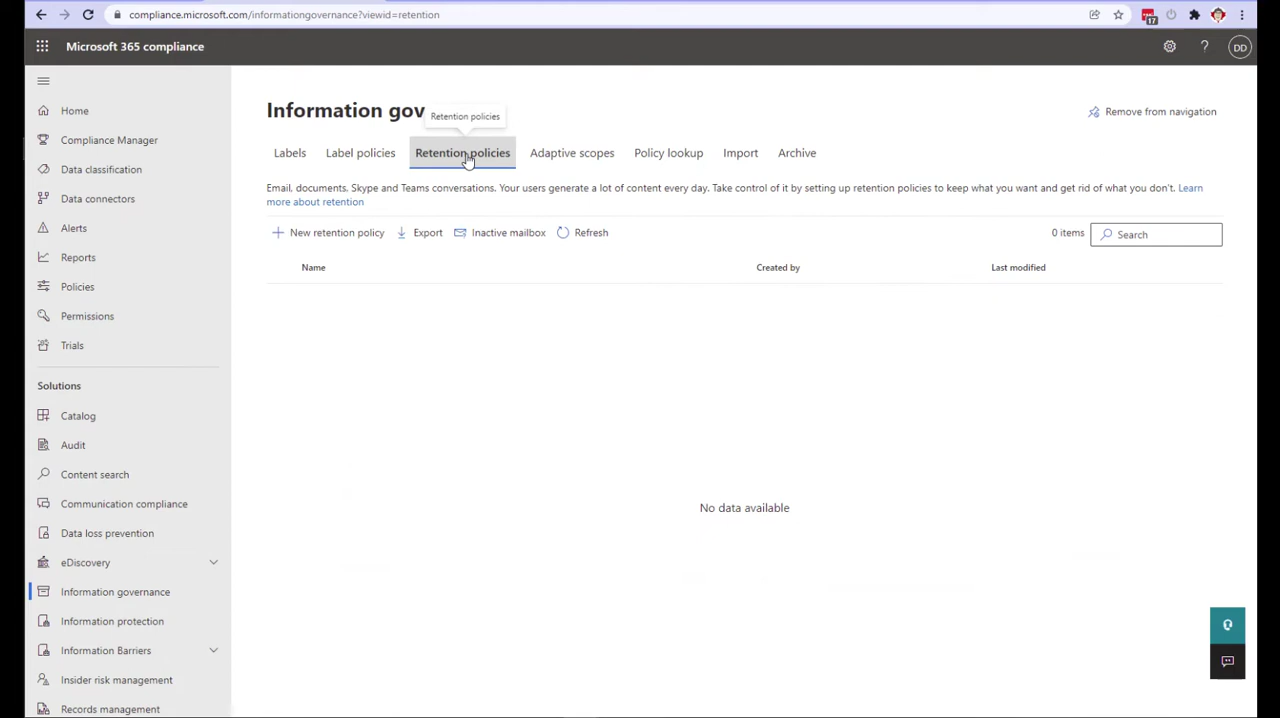 compliance.microsoft.com/informationgovernance?viewid=retention
17
Microsoft 365 compliance
?
DD
Home
Compliance Manager
Data classification
Data connectors
Alerts
Reports
Policies
Permissions
Trials
Solutions
Catalog
Audit
Content search
Communication compliance
Data loss prevention
eDiscovery
Information governance
Information protection
Information Barriers
Insider risk management
Records management
Information gov
Retention policies
Remove from navigation
Labels Label policies Retention policies Adaptive scopes Policy lookup Import Archive
Email, documents, Skype and Teams conversations. Your users generate a lot of content every day. Take control of it by setting up retention policies to keep what you want and get rid of what you don't. Learn
more about retention
New retention policy Export Inactive mailbox Refresh 0 items Search
Name Created by Last modified
No data available